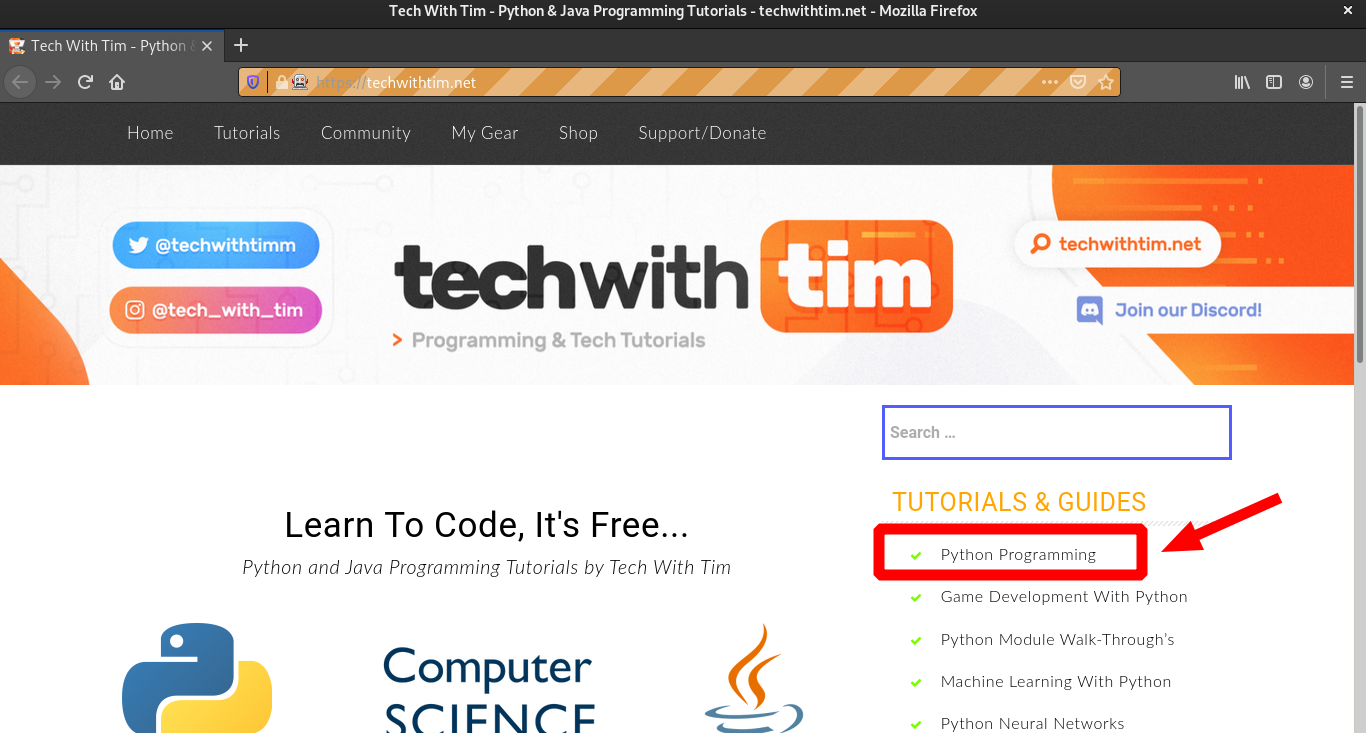 Tech With Tim - Python & Java Programming Tutorials - techwithtim.net - Mozilla Firefox
Tech With Tim - Python &
https://techwithtim.net
Home Tutorials Community My Gear Shop Support/Donate
@techwithtimm
@tech_with_tim
techwithtim
> Programming & Tech Tutorials
techwithtim.net
Join our Discord!
Search ...
Learn To Code, It's Free...
Python and Java Programming Tutorials by Tech With Tim
Computer
SCIENCE
TUTORIALS & GUIDES
Python Programming
Game Development With Python
Python Module Walk-Through’s
Machine Learning With Python
Python Neural Networks